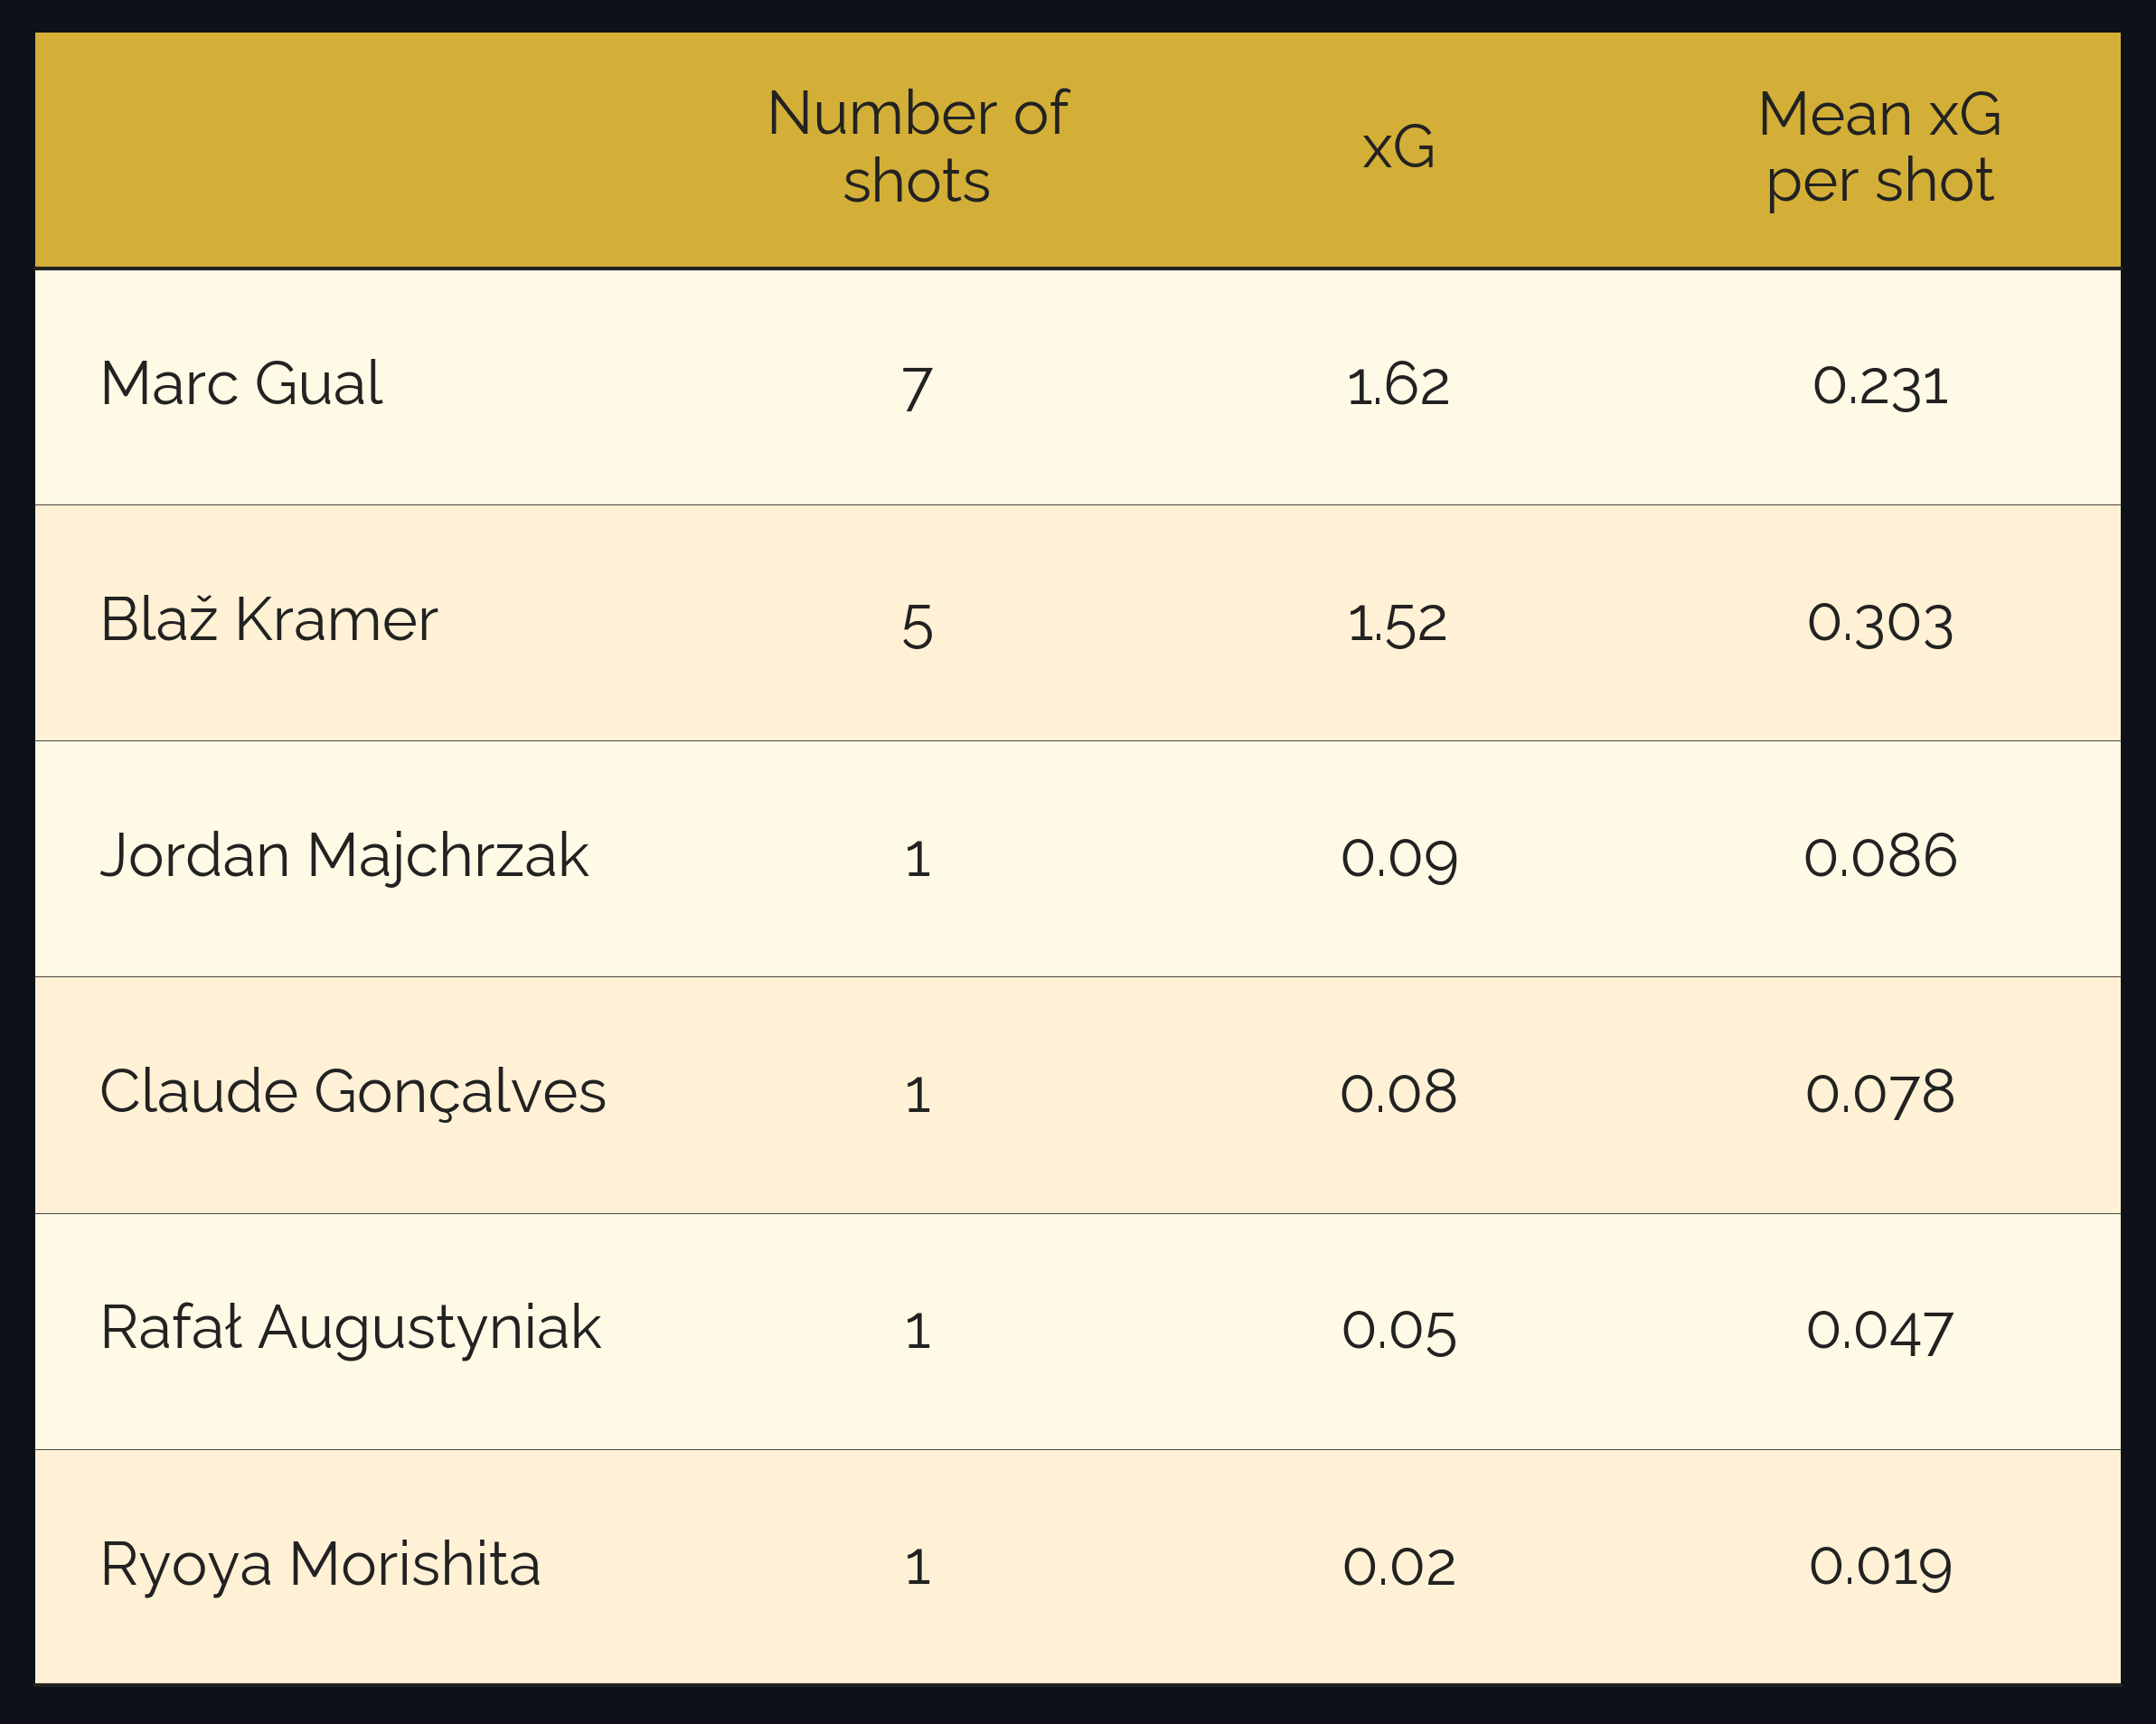 Number of
shots
xG
Mean xG
per shot
Marc Gual 7 1.62 0.231
Blaž Kramer 5 1.52 0.303
Jordan Majchrzak 1 0.09 0.086
Claude Gonçalves 1 0.08 0.078
Rafał Augustyniak 1 0.05 0.047
Ryoya Morishita 1 0.02 0.019